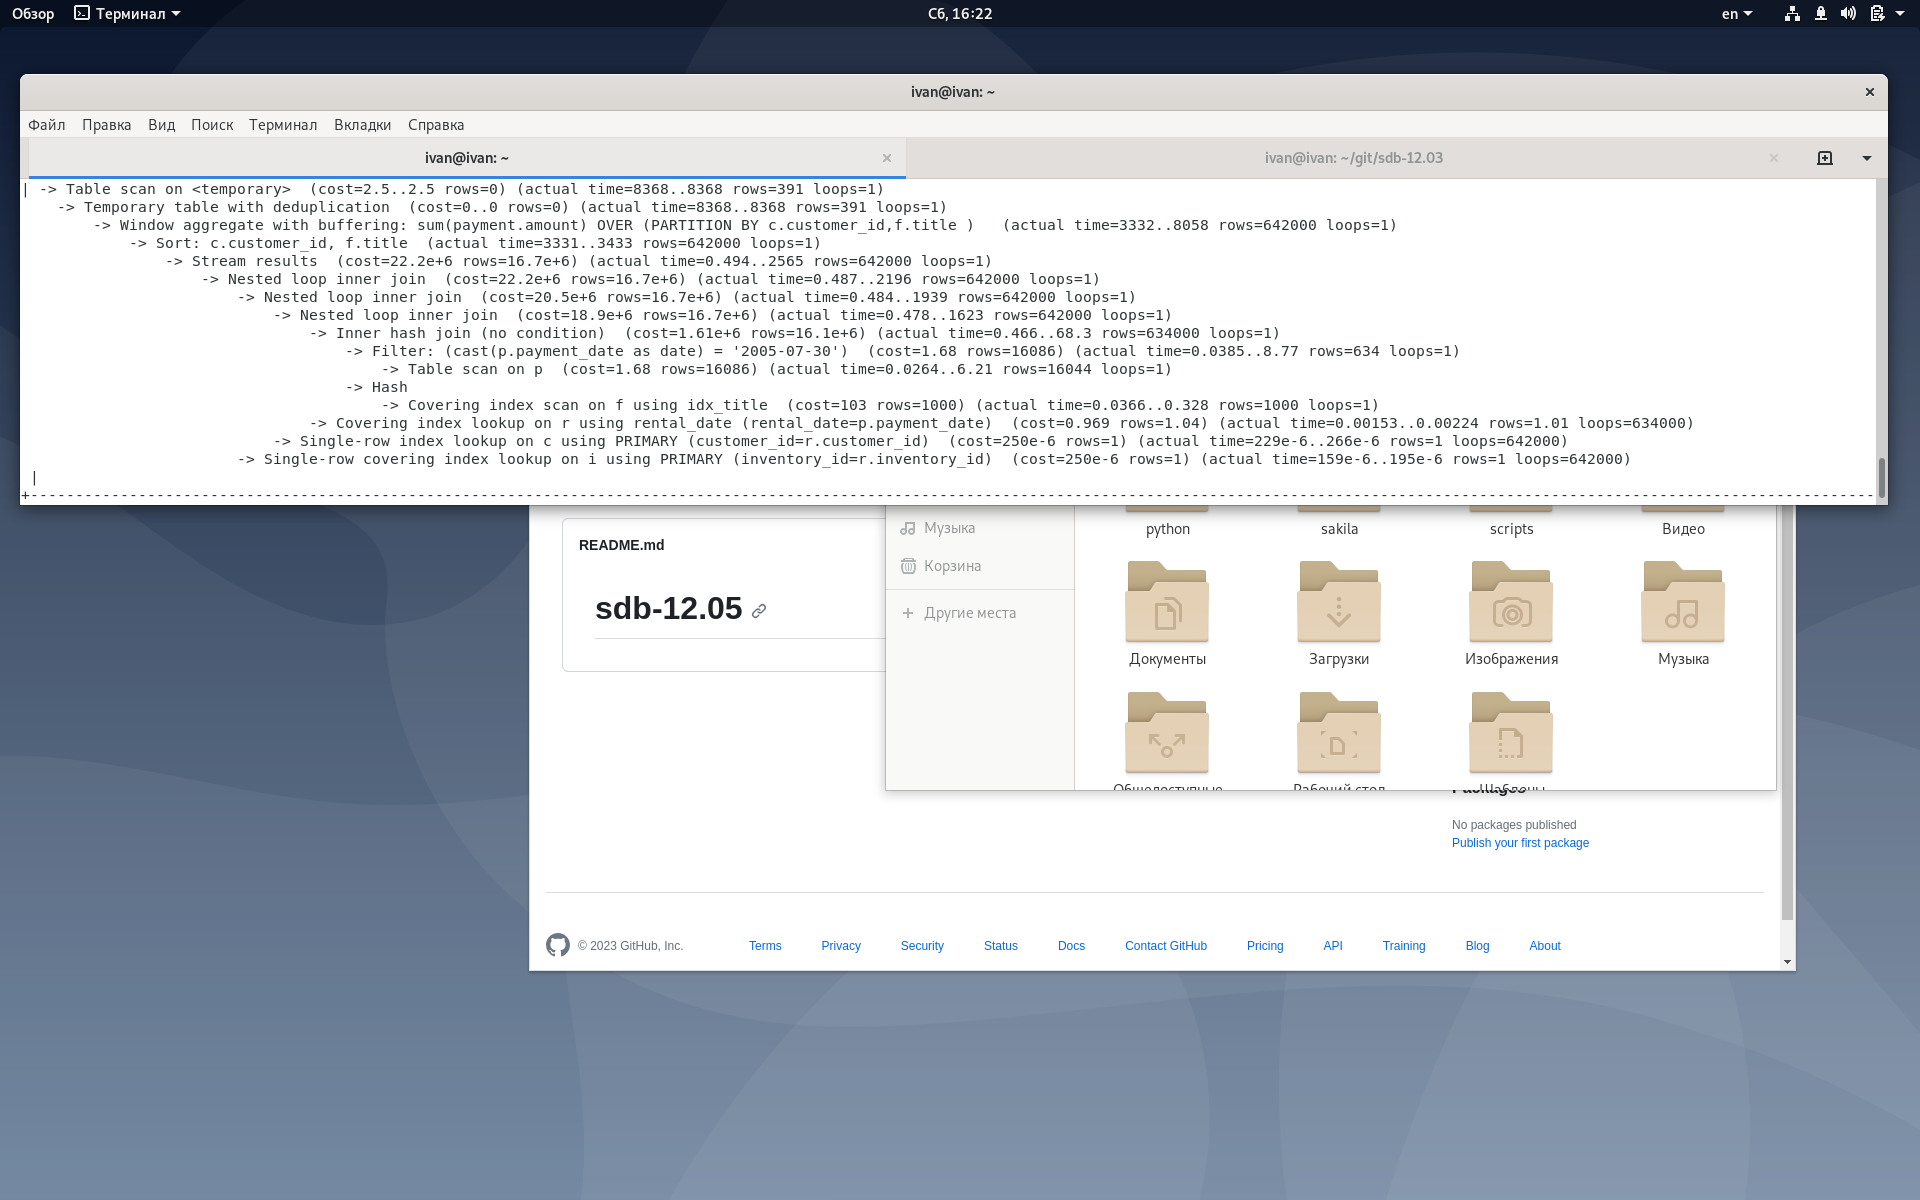 Обзор Терминал Сб, 16:22 en
ivan@ivan: ~
Файл Правка Вид Поиск Терминал Вкладки Справка
ivan@ivan: ~ ivan@ivan: ~/git/sdb-12.03
| -> Table scan on <temporary>  (cost=2.5..2.5 rows=0) (actual time=8368..8368 rows=391 loops=1)
-> Temporary table with deduplication  (cost=0..0 rows=0) (actual time=8368..8368 rows=391 loops=1)
-> Window aggregate with buffering: sum(payment.amount) OVER (PARTITION BY c.customer_id,f.title )   (actual time=3332..8058 rows=642000 loops=1)
-> Sort: c.customer_id, f.title  (actual time=3331..3433 rows=642000 loops=1)
-> Stream results  (cost=22.2e+6 rows=16.7e+6) (actual time=0.494..2565 rows=642000 loops=1)
-> Nested loop inner join  (cost=22.2e+6 rows=16.7e+6) (actual time=0.487..2196 rows=642000 loops=1)
-> Nested loop inner join  (cost=20.5e+6 rows=16.7e+6) (actual time=0.484..1939 rows=642000 loops=1)
-> Nested loop inner join  (cost=18.9e+6 rows=16.7e+6) (actual time=0.478..1623 rows=642000 loops=1)
-> Inner hash join (no condition)  (cost=1.61e+6 rows=16.1e+6) (actual time=0.466..68.3 rows=634000 loops=1)
-> Filter: (cast(p.payment_date as date) = '2005-07-30')  (cost=1.68 rows=16086) (actual time=0.0385..8.77 rows=634 loops=1)
-> Table scan on p  (cost=1.68 rows=16086) (actual time=0.0264..6.21 rows=16044 loops=1)
-> Hash
-> Covering index scan on f using idx_title  (cost=103 rows=1000) (actual time=0.0366..0.328 rows=1000 loops=1)
-> Covering index lookup on r using rental_date (rental_date=p.payment_date)  (cost=0.969 rows=1.04) (actual time=0.00153..0.00224 rows=1.01 loops=634000)
-> Single-row index lookup on c using PRIMARY (customer_id=r.customer_id)  (cost=250e-6 rows=1) (actual time=229e-6..266e-6 rows=1 loops=642000)
-> Single-row covering index lookup on i using PRIMARY (inventory_id=r.inventory_id)  (cost=250e-6 rows=1) (actual time=159e-6..195e-6 rows=1 loops=642000)
|
Музыка python sakila scripts Видео
README.md
Корзина
sdb-12.05
Другие места
Документы Загрузки Изображения Музыка
Общедоступные Рабочий стол Шаблоны
Packages
No packages published
Publish your first package
© 2023 GitHub, Inc. Terms Privacy Security Status Docs Contact GitHub Pricing API Training Blog About